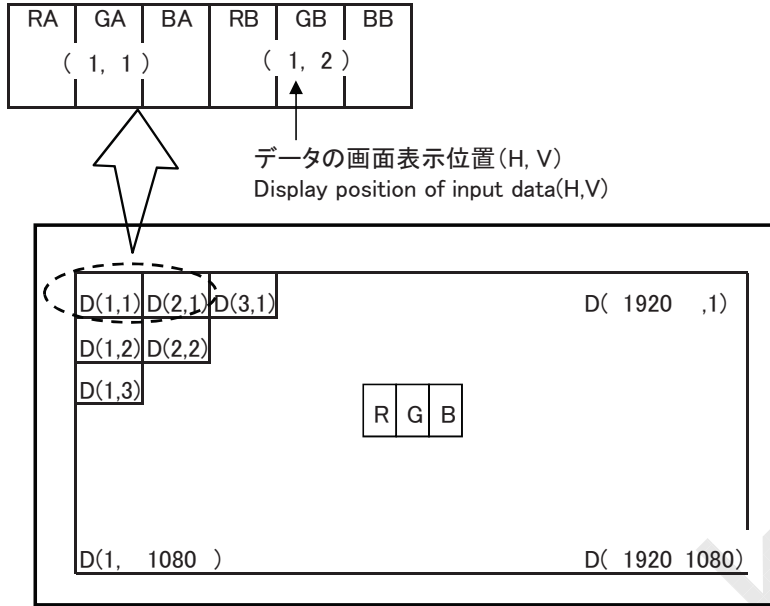 RA GA BA RB GB BB
( 1, 1 ) ( 1, 2 )
データの画面表示位置(H, V)
Display position of input data(H,V)
D(1,1) D(2,1) D(3,1) D( 1920 ,1)
D(1,2) D(2,2)
D(1,3)
R G B
D(1, 1080 ) D( 1920 1080)